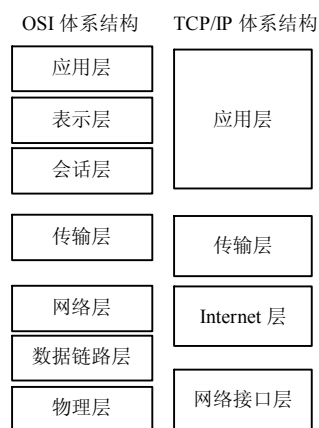 OSI 体系结构
TCP/IP 体系结构
应用层
表示层
会话层
传输层
网络层
数据链路层
物理层
应用层
传输层
Internet 层
网络接口层